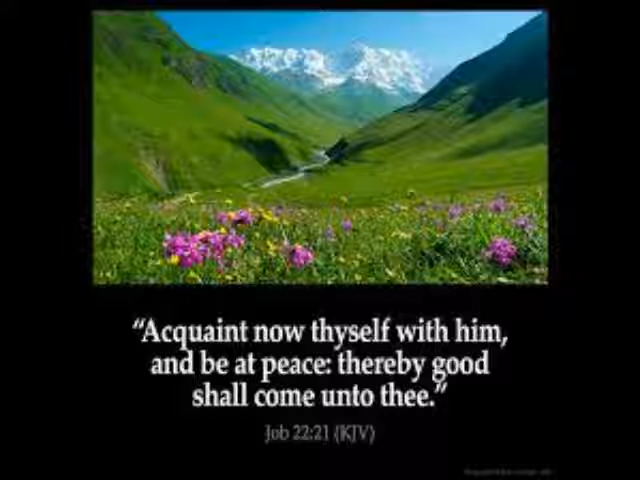 “Acquaint now thyself with him,
and be at peace: thereby good
shall come unto thee.”
Job 22:21 (KJV)